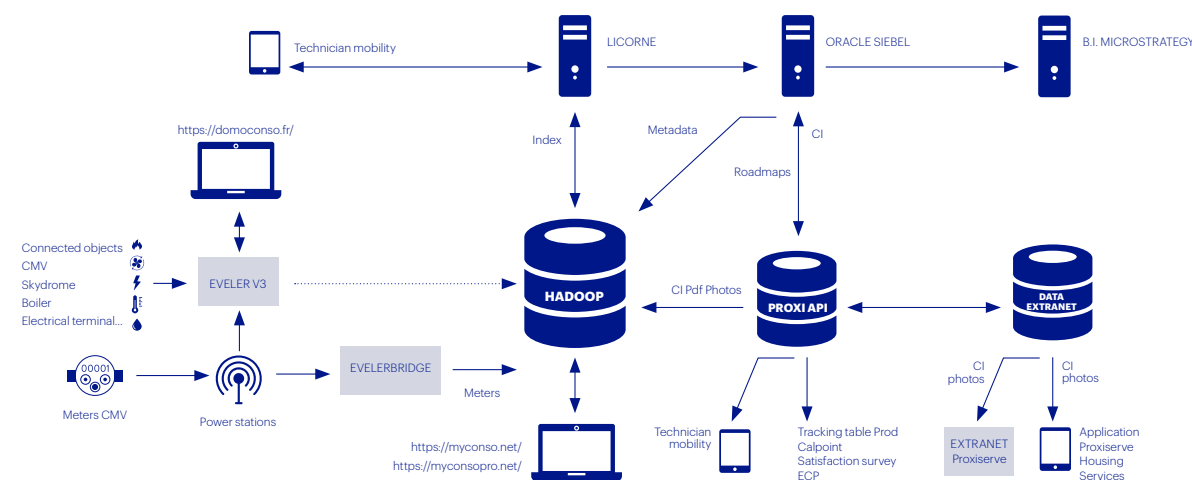 Technician mobility
LICORNE
ORACLE SIEBEL
B.I. MICROSTRATEGY
https://domoconso.fr/
Index
Metadata
CI
Roadmaps
Connected objects
CMV
Skydrome
Boiler
Electrical terminal...
EVELER V3
HADOOP
CI Pdf Photos
PROXI API
DATA
EXTRANET
00001
Meters CMV
Power stations
EVELERBRIDGE
Meters
https://myconso.net/
https://myconsopro.net/
Technician
mobility
Tracking table Prod
Calpoint
Satisfaction survey
ECP
CI
photos
CI
photos
EXTRANET
Proxiserve
Application
Proxiserve
Housing
Services